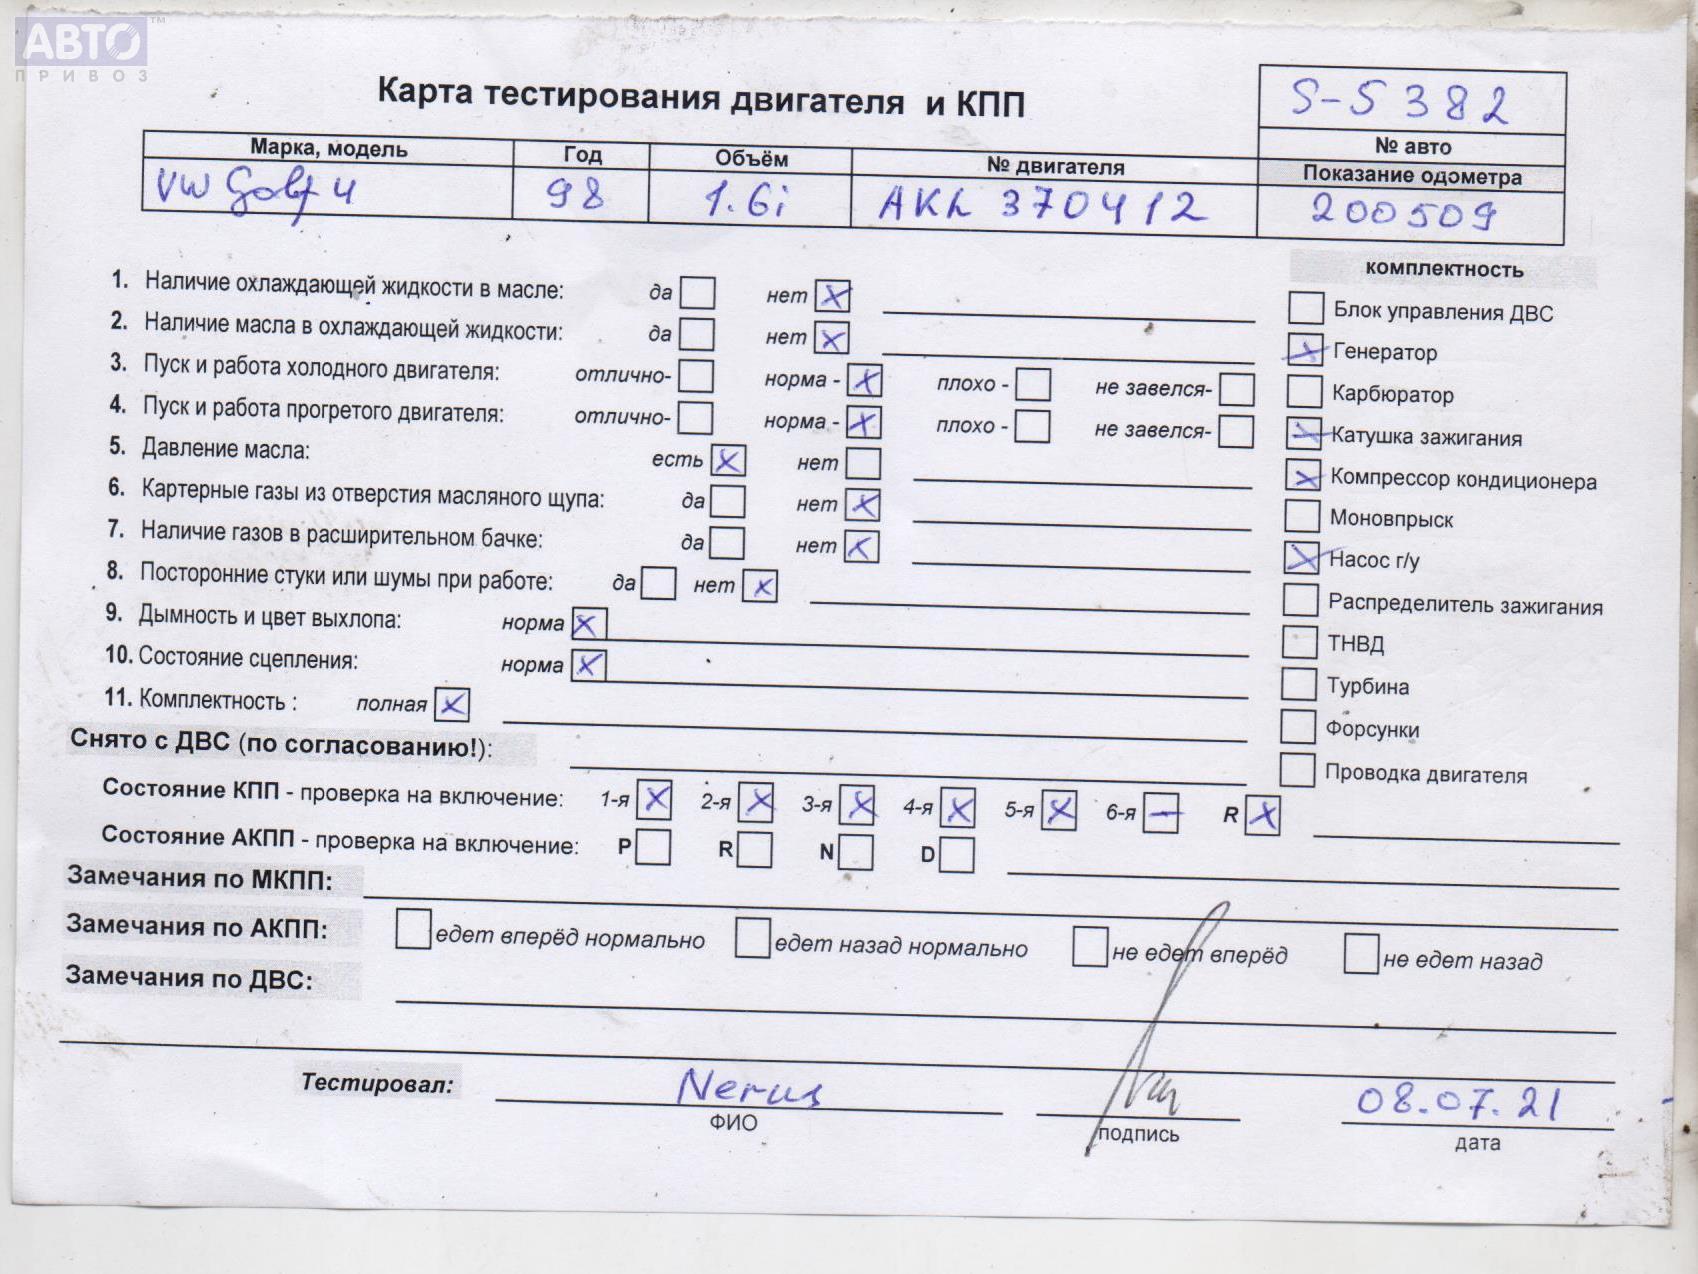 АВТО™
ПРИВОЗ
Карта тестирования двигателя и КПП
S-5382
№ авто
Марка, модель Год Объём № двигателя Показание одометра
VW Golf 4 98 1.6i AKL 370412 200509
комплектность
1. Наличие охлаждающей жидкости в масле: да нет X
2. Наличие масла в охлаждающей жидкости: да нет X
3. Пуск и работа холодного двигателя: отлично- норма - X плохо - не завелся-
4. Пуск и работа прогретого двигателя: отлично- норма - X плохо - не завелся-
5. Давление масла: есть X нет
6. Картерные газы из отверстия масляного щупа: да нет X
7. Наличие газов в расширительном бачке: да нет X
8. Посторонние стуки или шумы при работе: да нет X
9. Дымность и цвет выхлопа: норма X
10. Состояние сцепления: норма X
11. Комплектность : полная X
Блок управления ДВС
X Генератор
Карбюратор
X Катушка зажигания
X Компрессор кондиционера
Моновпрыск
X Насос г/у
Распределитель зажигания
ТНВД
Турбина
Форсунки
Проводка двигателя
Снято с ДВС (по согласованию!):
Состояние КПП - проверка на включение: 1-я X 2-я X 3-я X 4-я X 5-я X 6-я — R X
Состояние АКПП - проверка на включение: P R N D
Замечания по МКПП:
Замечания по АКПП: едет вперёд нормально едет назад нормально не едет вперёд не едет назад
Замечания по ДВС:
Тестировал: Nerus 08.07.21
ФИО подпись дата